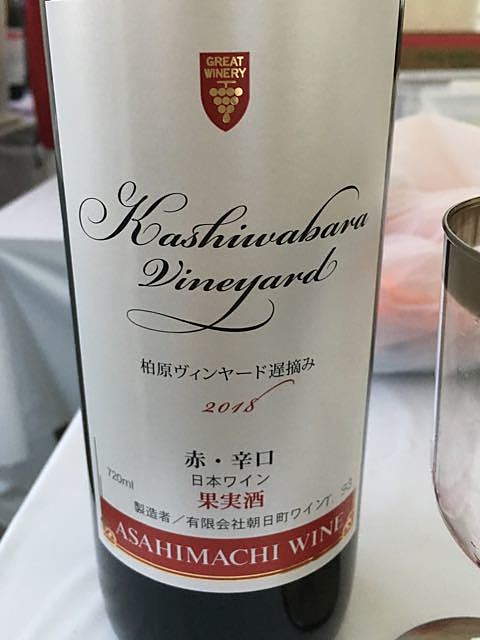 GREAT
WINERY
Kashiwabara
Vineyard
柏原ヴィンヤード遅摘み
2018
赤・辛口
720ml
日本ワイン
果実酒
製造者／有限会社朝日町ワインT. 93
ASAHIMACHI WINE